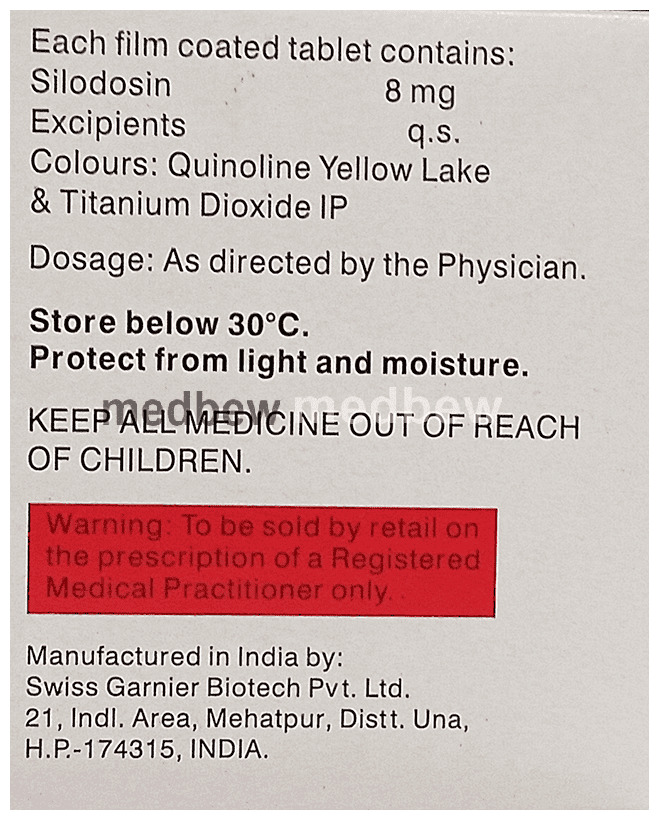 Each film coated tablet contains:
Silodosin 8 mg
Excipients q.s.
Colours: Quinoline Yellow Lake
& Titanium Dioxide IP
Dosage: As directed by the Physician.
Store below 30°C.
Protect from light and moisture.
medbew medbew
KEEP ALL MEDICINE OUT OF REACH
OF CHILDREN.
Warning: To be sold by retail on
the prescription of a Registered
Medical Practitioner only.
Manufactured in India by:
Swiss Garnier Biotech Pvt. Ltd.
21, Indl. Area, Mehatpur, Distt. Una,
H.P.-174315, INDIA.